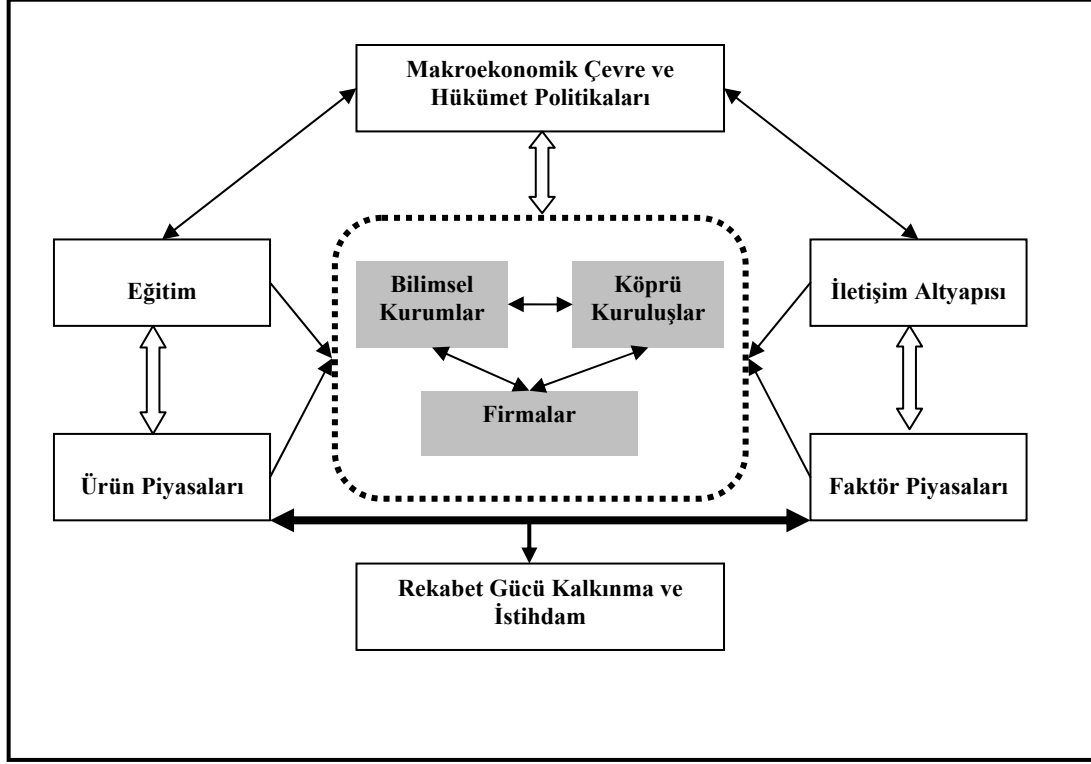 Makroekonomik Çevre ve
Hükümet Politikaları
Eğitim
Bilimsel
Kurumlar
Köprü
Kuruluşlar
İletişim Altyapısı
Firmalar
Ürün Piyasaları
Faktör Piyasaları
Rekabet Gücü Kalkınma ve
İstihdam